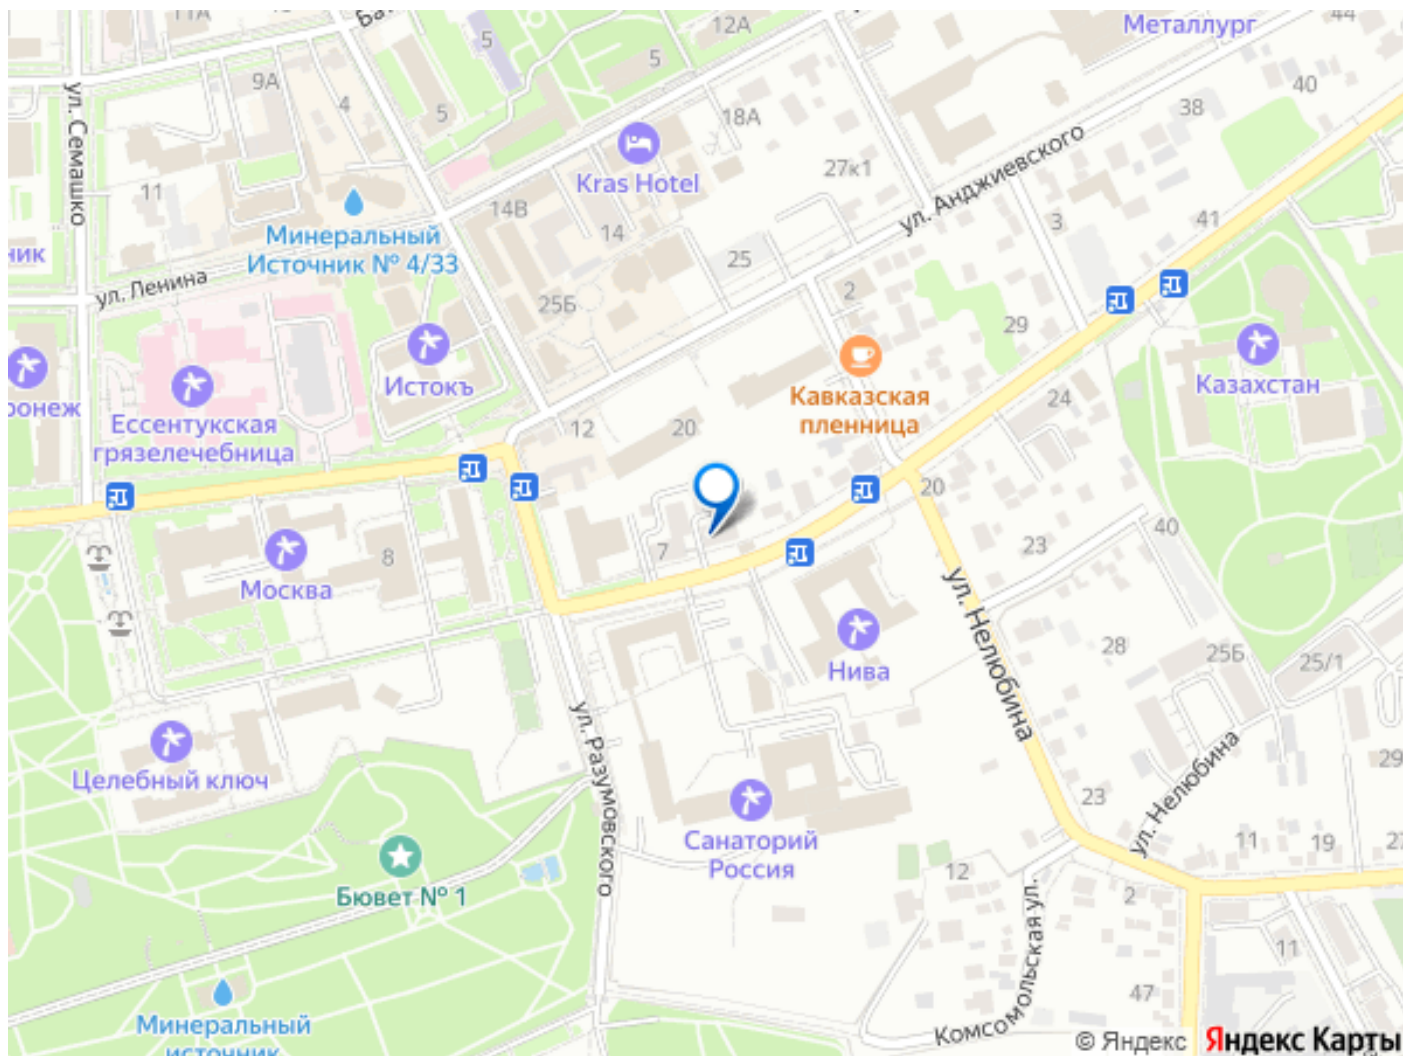 11А
Бат
12А
Металлург
44
5
5
9А
4
5
40
38
18А
ул. Семашко
Kras Hotel
27к1
ул. Анджиевского
11
14В
14
3
41
Минеральный
Источник № 4/33
ник
25
ул. Ленина
25Б
2
29
Истокъ
Казахстан
ронеж
Кавказская
пленница
24
Ессентукская
грязелечебница
12
20
20
7
40
23
8
Москва
ул. Нелюбина
28
25Б
25/1
Нива
ул. Разумовского
Целебный ключ
ул. Нелюбина
29
23
Санаторий
Россия
11
19
Бювет № 1
12
2
Комсомольская ул.
11
47
Минеральный
источник
© Яндекс
Яндекс Карты